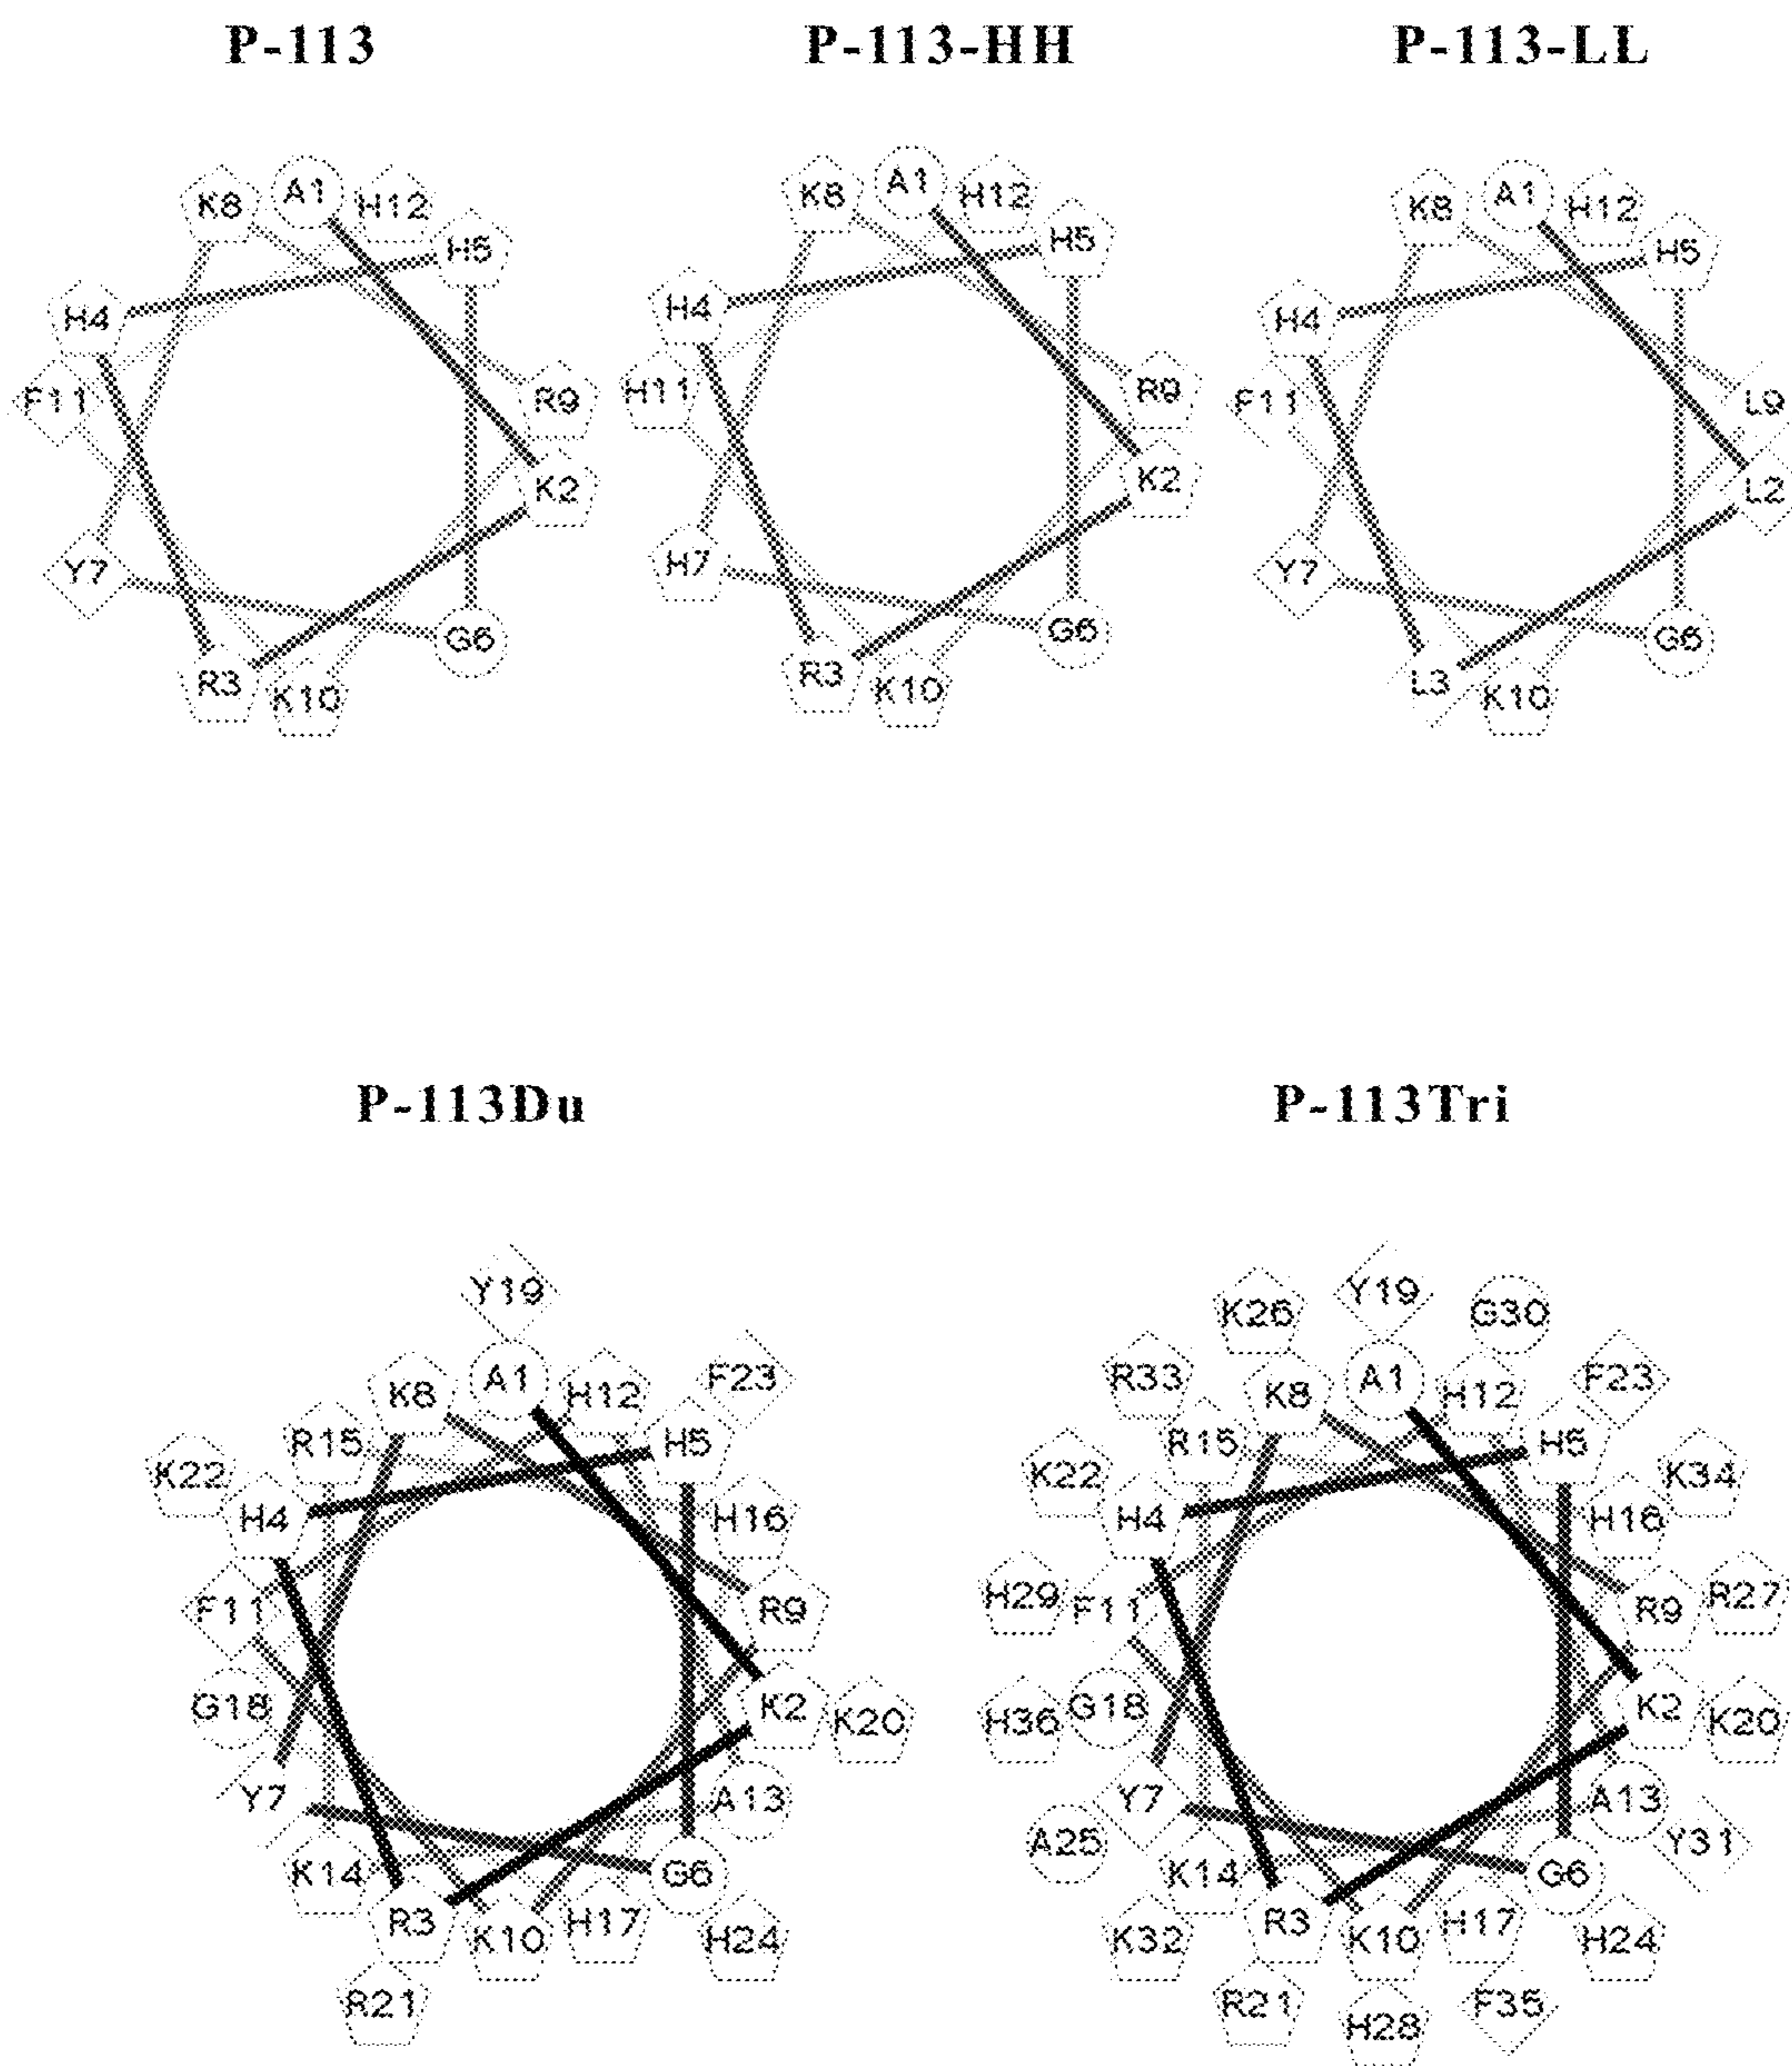 P-113 P-113-HH P-113-LL
K8 A1 H12 K8 A1 H12 K8 A1 H12
H5 H5 H5
H4 H4 H4
F11 R9 H11 R9 F11 L9
K2 K2 L2
Y7 H7 Y7
G6 G6 G6
R3 K10 R3 K10 L3 K10
P-113Du P-113Tri
Y19 K26 Y19 G30
K8 A1 H12 F23 R33 K8 A1 H12 F23
R15 H5 R15 H5
K22 K22 K34
H4 H16 H4 H16
F11 R9 H29 F11 R9 R27
G18 K2 K20 H36 G18 K2 K20
Y7 A13 Y7 A13
A25 Y31
K14 G6 K14 G6
R3 K10 H17 H24 K32 R3 K10 H17 H24
R21 R21 H28 F35